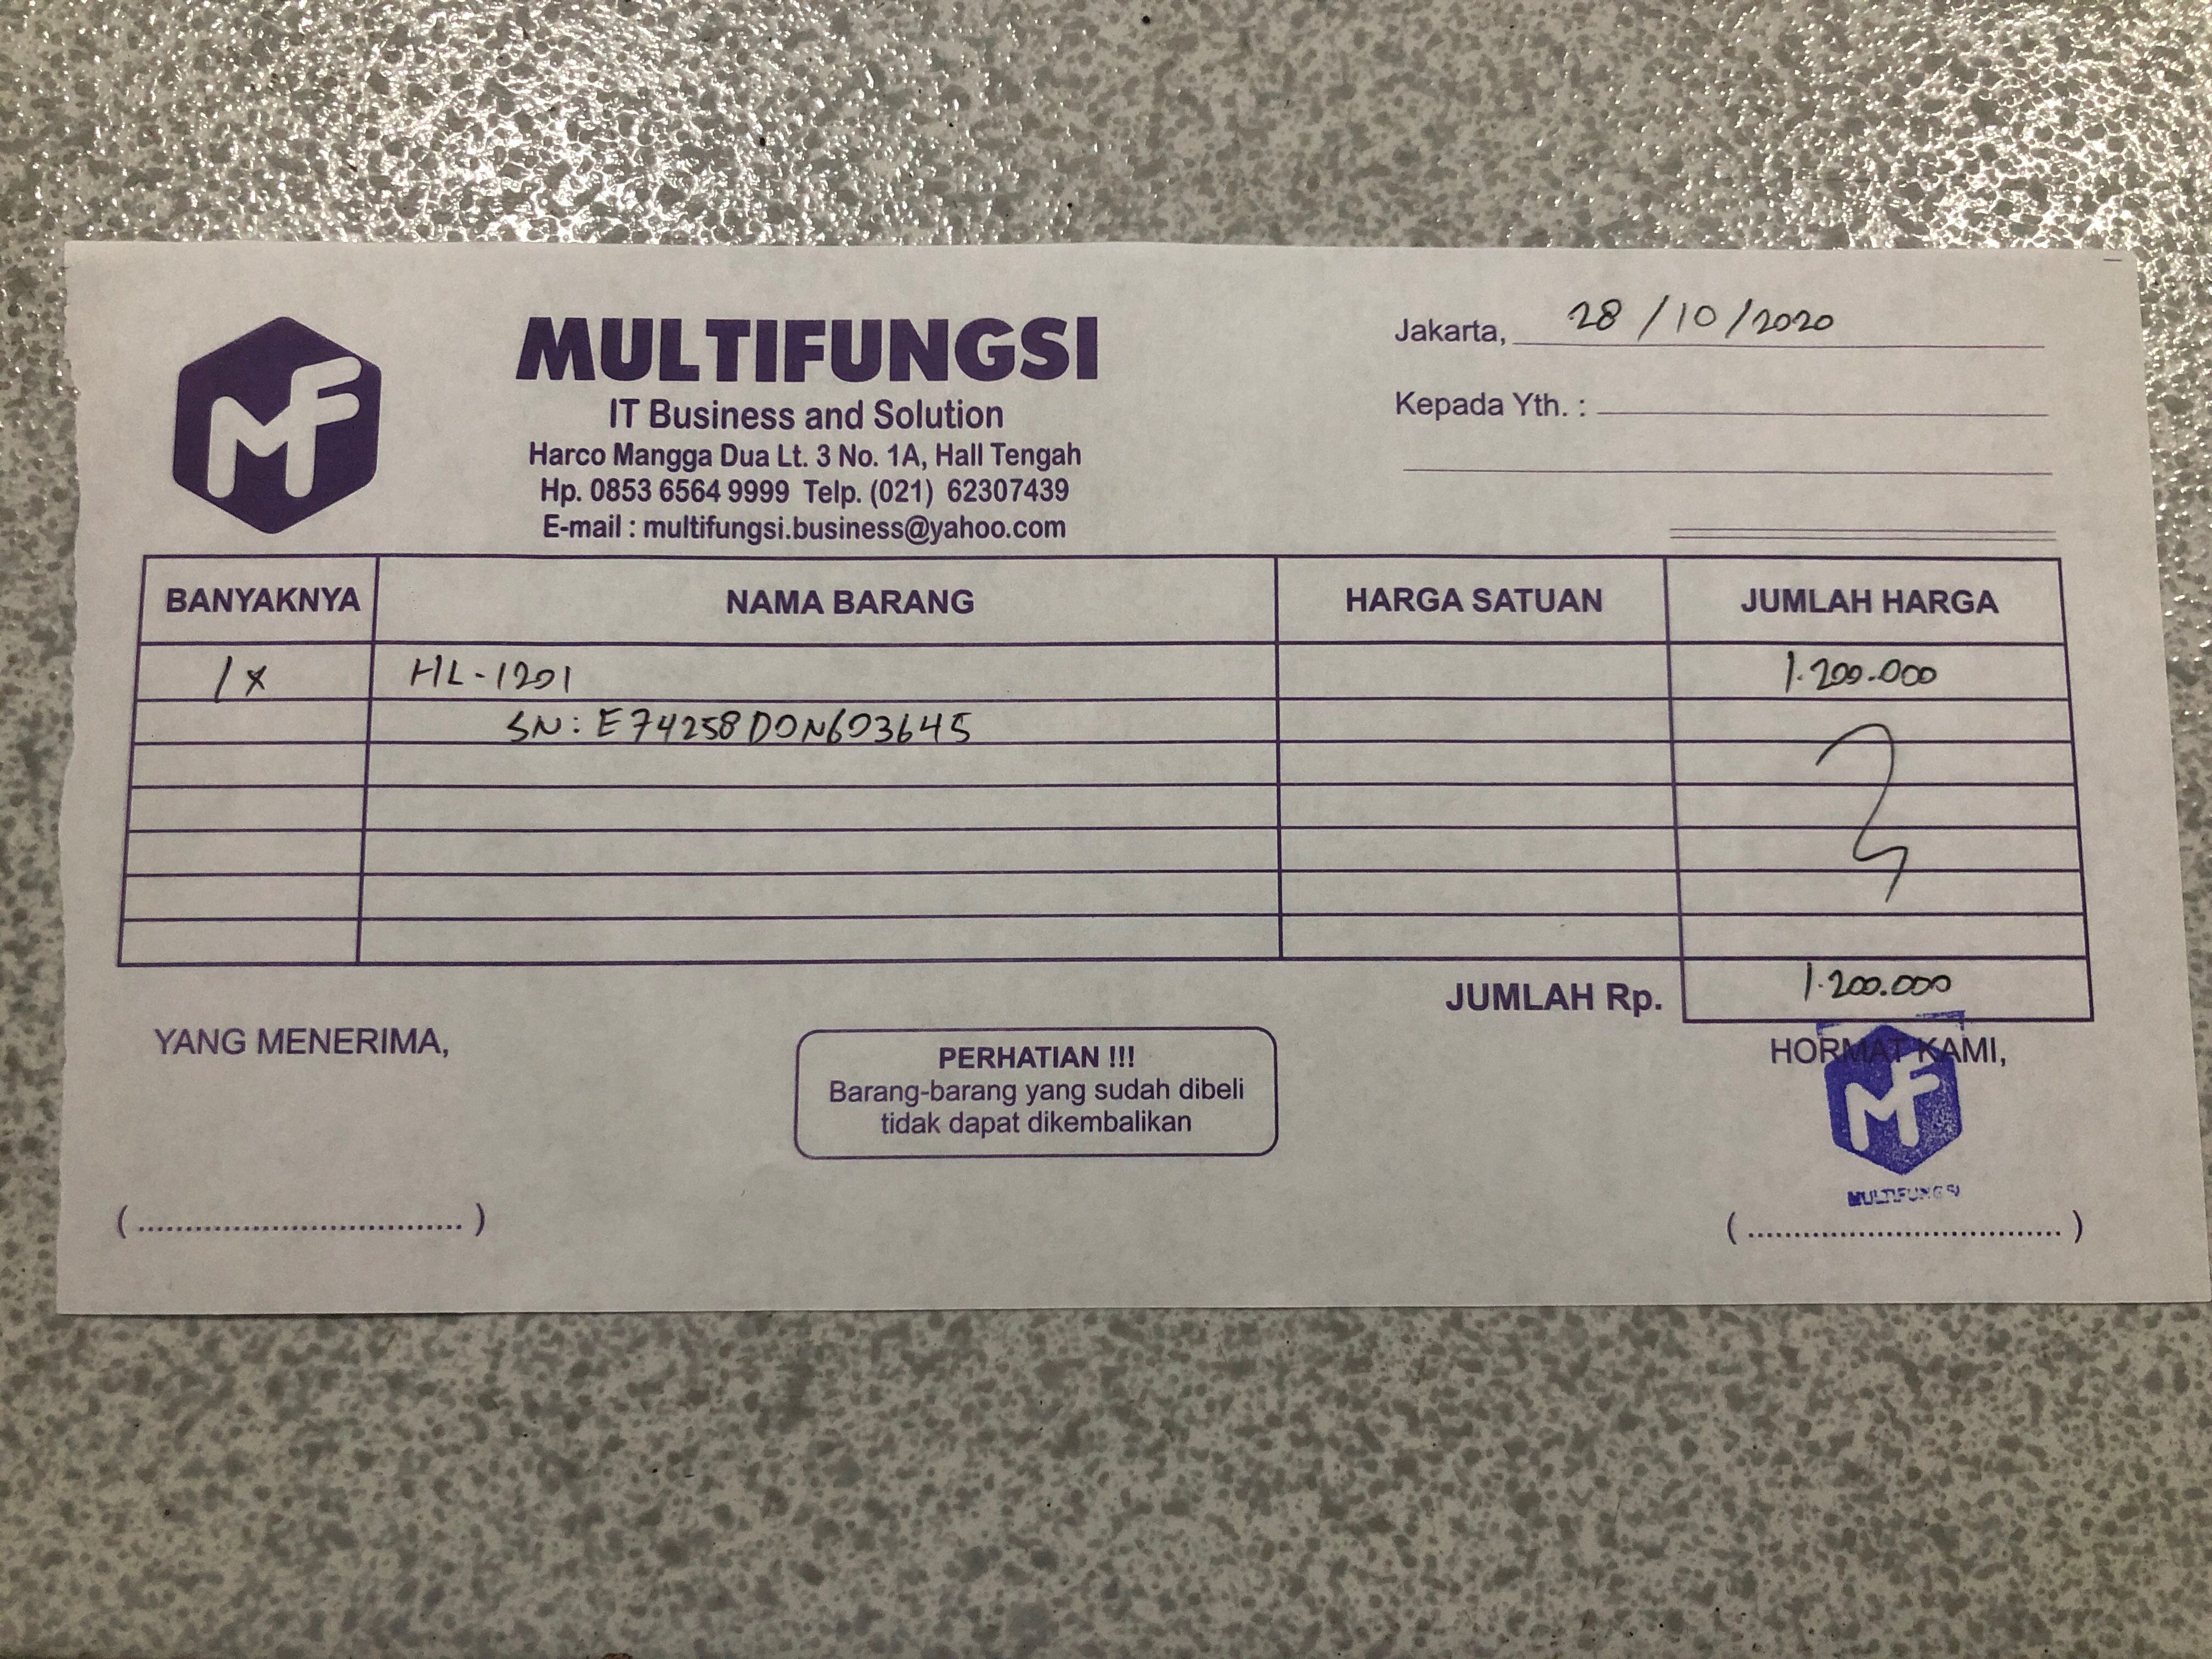 MF
MULTIFUNGSI
IT Business and Solution
Harco Mangga Dua Lt. 3 No. 1A, Hall Tengah
Hp. 0853 6564 9999 Telp. (021) 62307439
E-mail : multifungsi.business@yahoo.com
Jakarta, 28/10/2020
Kepada Yth. :
BANYAKNYA NAMA BARANG HARGA SATUAN JUMLAH HARGA
1x HL-1201 1.200.000
SN: E74258D0N603645
JUMLAH Rp. 1.200.000
YANG MENERIMA,
PERHATIAN !!!
Barang-barang yang sudah dibeli
tidak dapat dikembalikan
HORMAT KAMI,
MF
MULTIFUNGSI
(....................................)
(....................................)